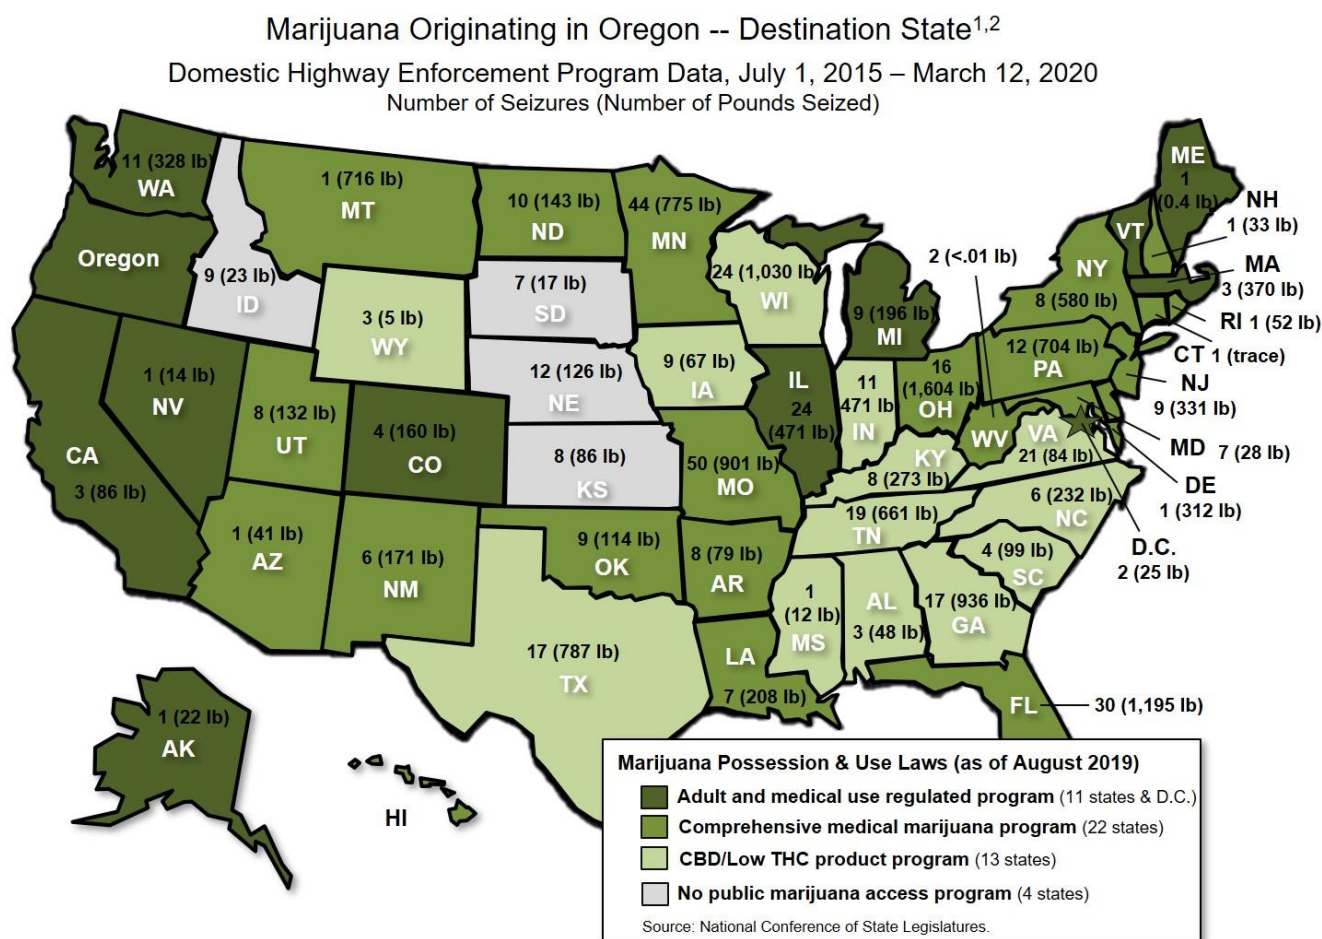 Marijuana Originating in Oregon -- Destination State1,2
Domestic Highway Enforcement Program Data, July 1, 2015 – March 12, 2020
Number of Seizures (Number of Pounds Seized)
11 (328 lb)
WA
1 (716 lb)
MT
10 (143 lb)
ND
44 (775 lb)
MN
ME
1
(0.4 lb)
NH
1 (33 lb)
VT
Oregon
9 (23 lb)
ID
7 (17 lb)
SD
24 (1,030 lb)
WI
2 (<.01 lb)
NY
8 (580 lb)
MA
3 (370 lb)
RI 1 (52 lb)
CT 1 (trace)
3 (5 lb)
WY
9 (196 lb)
MI
12 (704 lb)
PA
NJ
9 (331 lb)
1 (14 lb)
NV
8 (132 lb)
UT
12 (126 lb)
NE
9 (67 lb)
IA
IL
24
(471 lb)
11
471 lb)
IN
16
(1,604 lb)
OH
WV
VA
21 (84 lb)
MD 7 (28 lb)
DE
1 (312 lb)
D.C.
2 (25 lb)
CA
3 (86 lb)
4 (160 lb)
CO
8 (86 lb)
KS
50 (901 lb)
MO
KY
8 (273 lb)
6 (232 lb)
NC
19 (661 lb)
TN
1 (41 lb)
AZ
6 (171 lb)
NM
9 (114 lb)
OK
8 (79 lb)
AR
4 (99 lb)
SC
1
(12 lb)
MS
AL
3 (48 lb)
17 (936 lb)
GA
17 (787 lb)
TX
LA
7 (208 lb)
FL
30 (1,195 lb)
1 (22 lb)
AK
HI
Marijuana Possession & Use Laws (as of August 2019)
Adult and medical use regulated program (11 states & D.C.)
Comprehensive medical marijuana program (22 states)
CBD/Low THC product program (13 states)
No public marijuana access program (4 states)
Source: National Conference of State Legislatures.